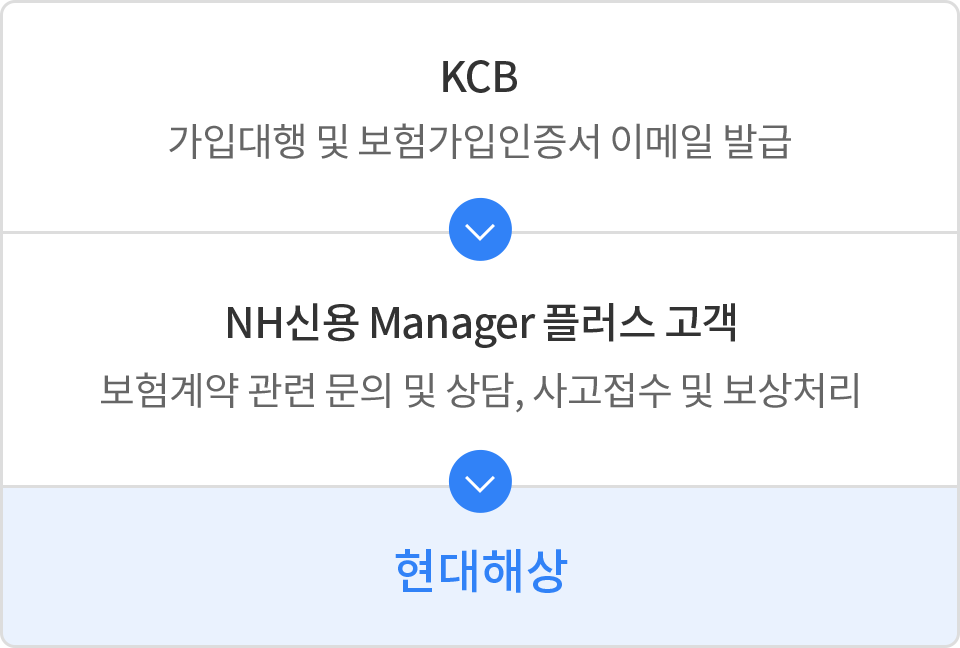 KCB
가입대행 및 보험가입인증서 이메일 발급
NH신용 Manager 플러스 고객
보험계약 관련 문의 및 상담, 사고접수 및 보상처리
현대해상